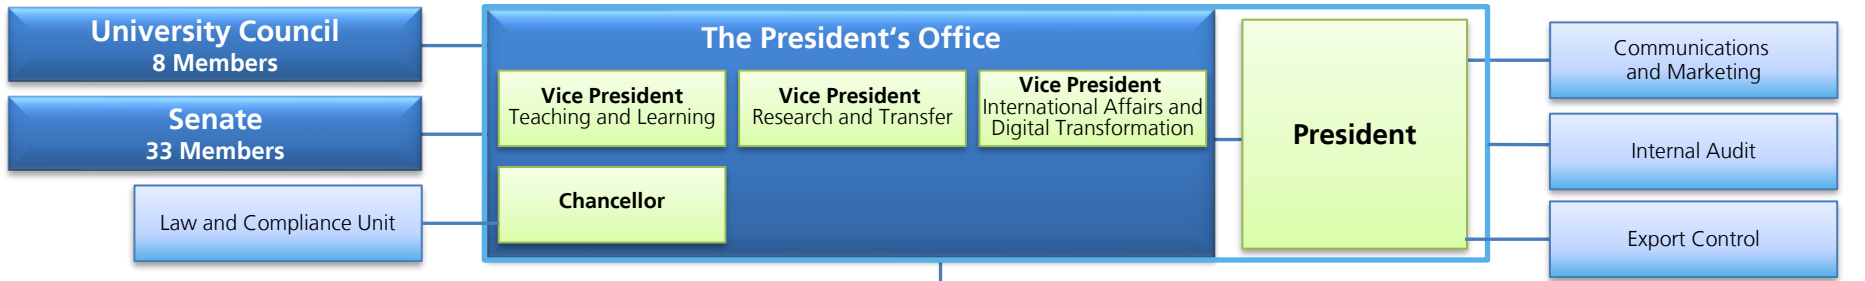 University Council
8 Members
Senate
33 Members
Law and Compliance Unit
The President‘s Office
Vice President
Teaching and Learning
Vice President
Research and Transfer
Vice President
International Affairs and
Digital Transformation
Chancellor
President
Communications
and Marketing
Internal Audit
Export Control